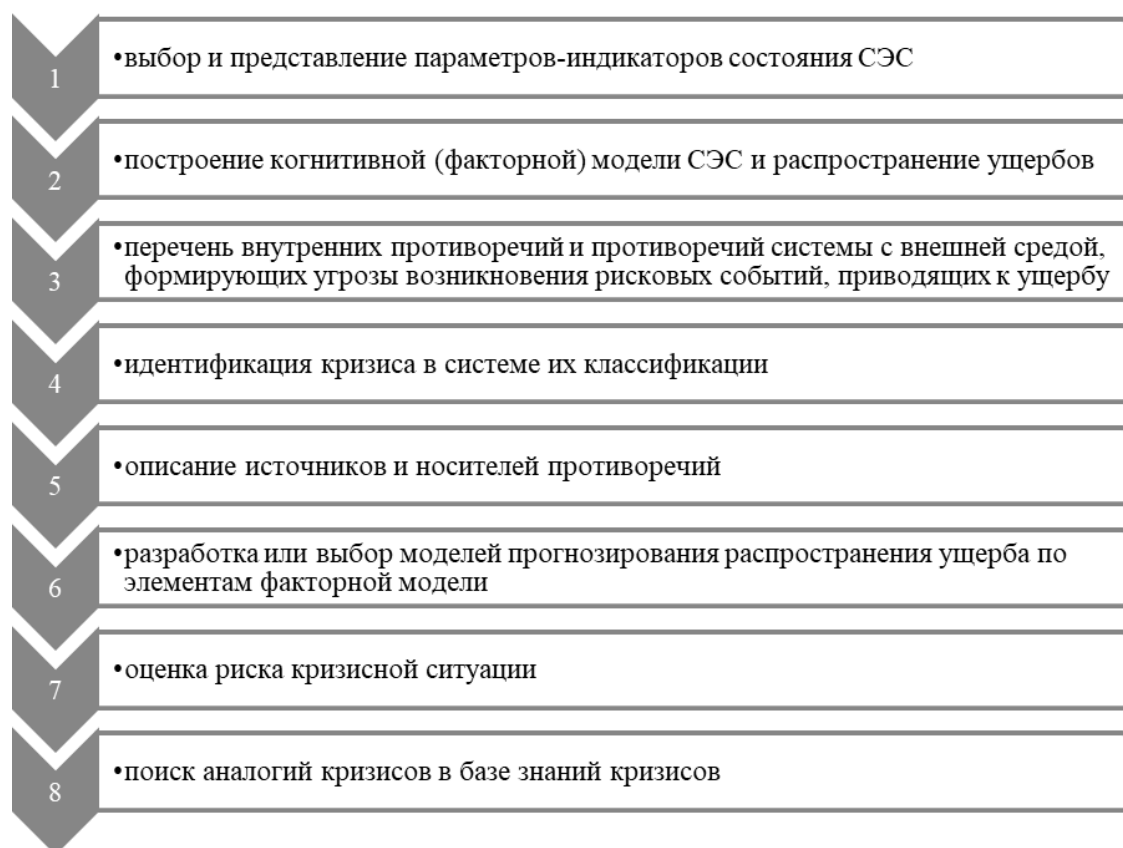 1
•выбор и представление параметров-индикаторов состояния СЭС
2
•построение когнитивной (факторной) модели СЭС и распространение ущербов
3
•перечень внутренних противоречий и противоречий системы с внешней средой,
формирующих угрозы возникновения рисковых событий, приводящих к ущербу
4
•идентификация кризиса в системе их классификации
5
•описание источников и носителей противоречий
6
•разработка или выбор моделей прогнозирования распространения ущерба по
элементам факторной модели
7
•оценка риска кризисной ситуации
8
•поиск аналогий кризисов в базе знаний кризисов